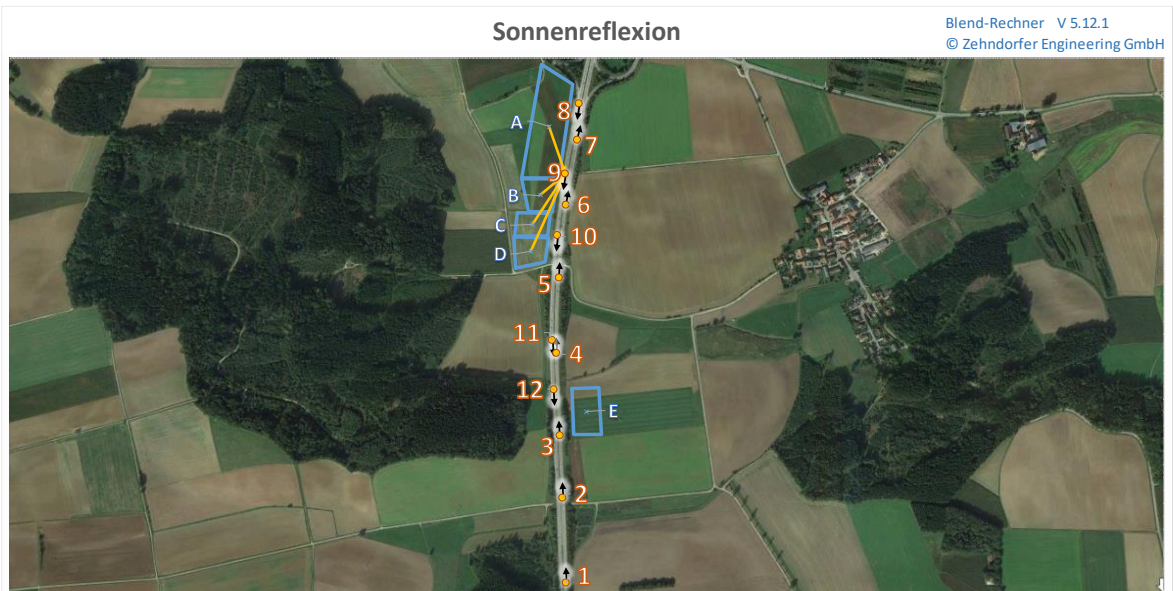 Sonnenreflexion
Blend-Rechner V 5.12.1
© Zehndorfer Engineering GmbH
8
A
7
9
B
6
C
10
D
5
11
4
12
E
3
2
1